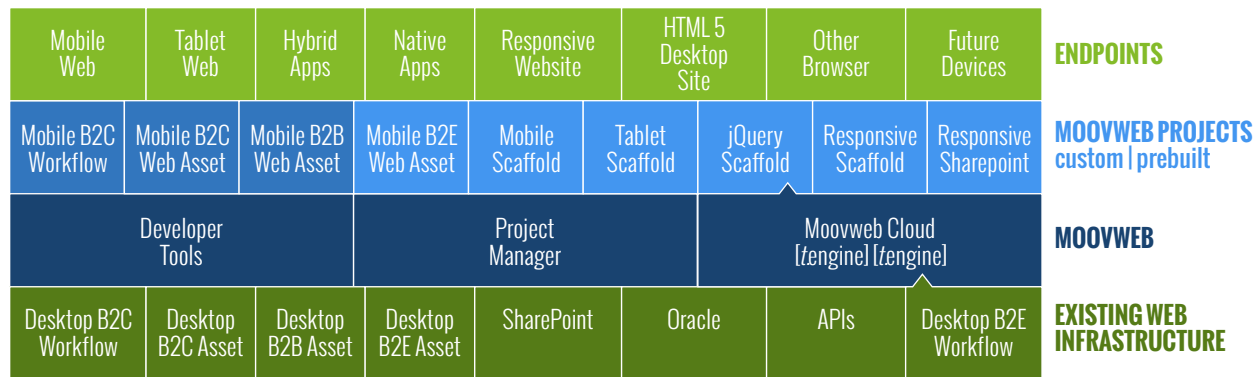 Mobile
Web
Tablet
Web
Hybrid
Apps
Native
Apps
Responsive
Website
HTML 5
Desktop
Site
Other
Browser
Future
Devices
ENDPOINTS
Mobile B2C
Workflow
Mobile B2C
Web Asset
Mobile B2B
Web Asset
Mobile B2E
Web Asset
Mobile
Scaffold
Tablet
Scaffold
jQuery
Scaffold
Responsive
Scaffold
Responsive
Sharepoint
MOOVWEB PROJECTS
custom | prebuilt
Developer
Tools
Project
Manager
Moovweb Cloud
[t.engine] [t.engine]
MOOVWEB
Desktop B2C
Workflow
Desktop
B2C Asset
Desktop
B2B Asset
Desktop
B2E Asset
SharePoint
Oracle
APIs
Desktop B2E
Workflow
EXISTING WEB
INFRASTRUCTURE